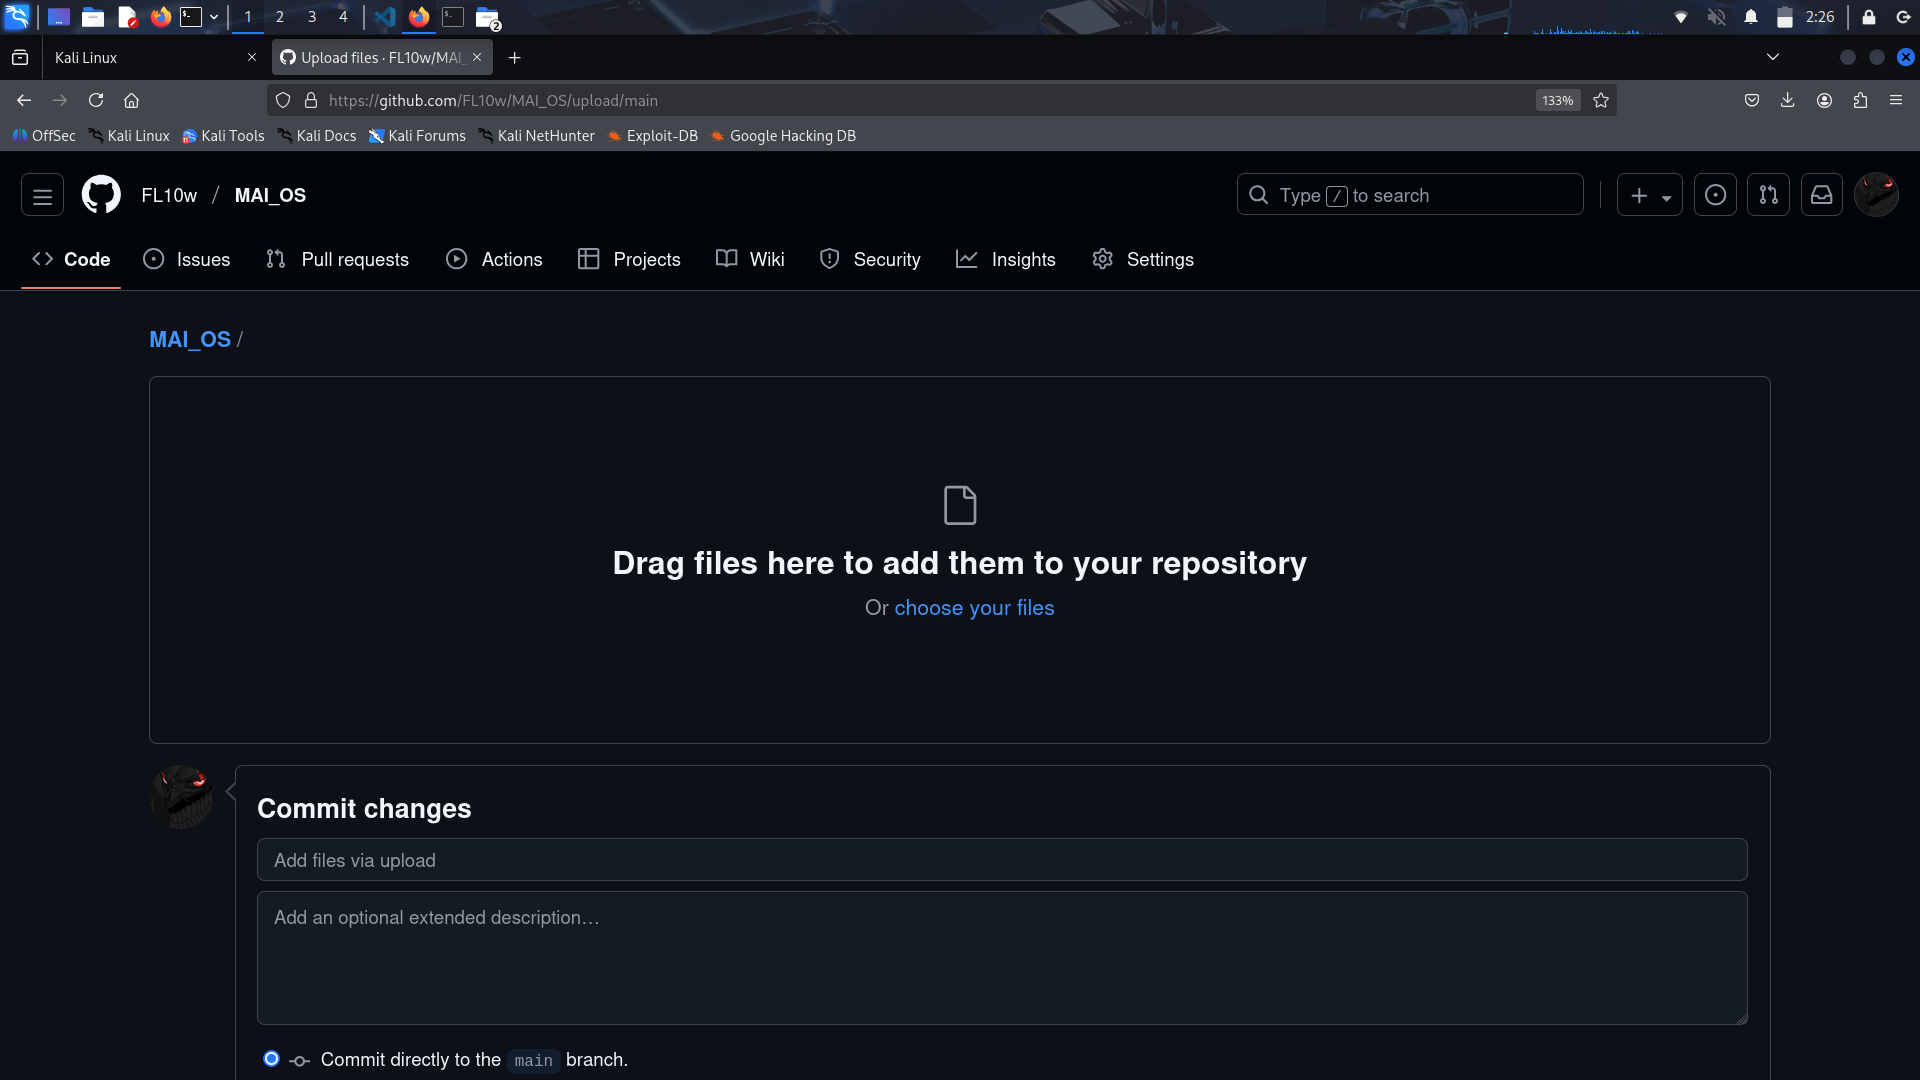 1 2 3 4
2
2:26
Kali Linux
Upload files · FL10w/MAI_
https://github.com/FL10w/MAI_OS/upload/main
133%
OffSec Kali Linux Kali Tools Kali Docs Kali Forums Kali NetHunter Exploit-DB Google Hacking DB
FL10w / MAI_OS
Type / to search
Code Issues Pull requests Actions Projects Wiki Security Insights Settings
MAI_OS /
Drag files here to add them to your repository
Or choose your files
Commit changes
Add files via upload
Add an optional extended description…
Commit directly to the main branch.